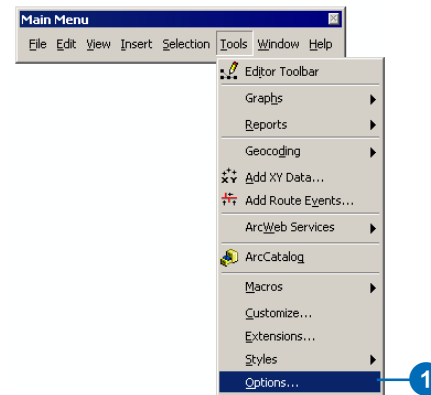 Main Menu
File Edit View Insert Selection Tools Window Help
Editor Toolbar
Graphs
Reports
Geocoding
Add XY Data...
Add Route Events...
ArcWeb Services
ArcCatalog
Macros
Customize...
Extensions...
Styles
Options... 1